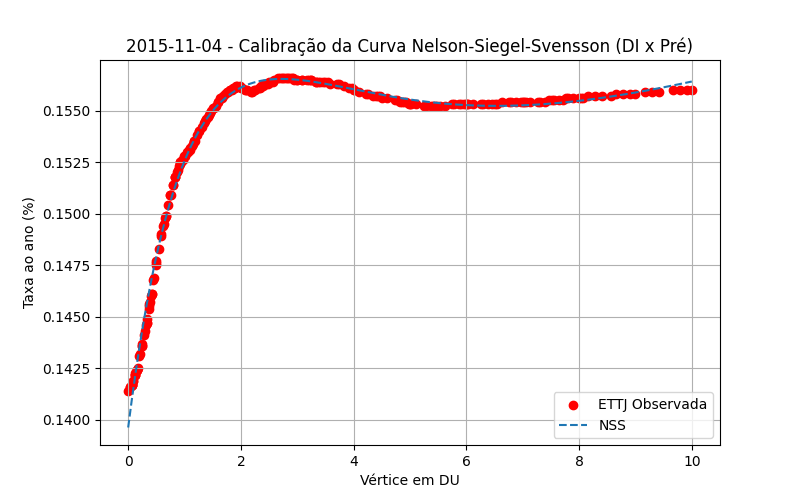 2015-11-04 - Calibração da Curva Nelson-Siegel-Svensson (DI x Pré)
Taxa ao ano (%)
0.1550
0.1525
0.1500
0.1475
0.1450
0.1425
0.1400
ETTJ Observada
NSS
0
2
4
6
8
10
Vértice em DU